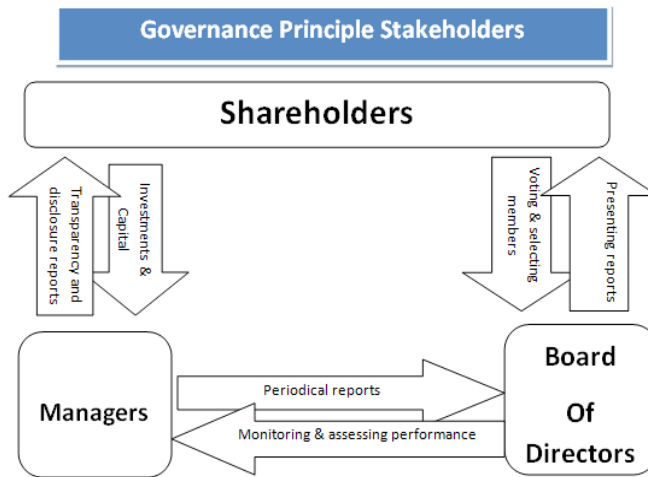 Governance Principle Stakeholders
Shareholders
Transparency and
disclosure reports
Investments &
Capital
Voting & selecting
members
Presenting reports
Managers
Periodical reports
Monitoring & assessing performance
Board
Of
Directors